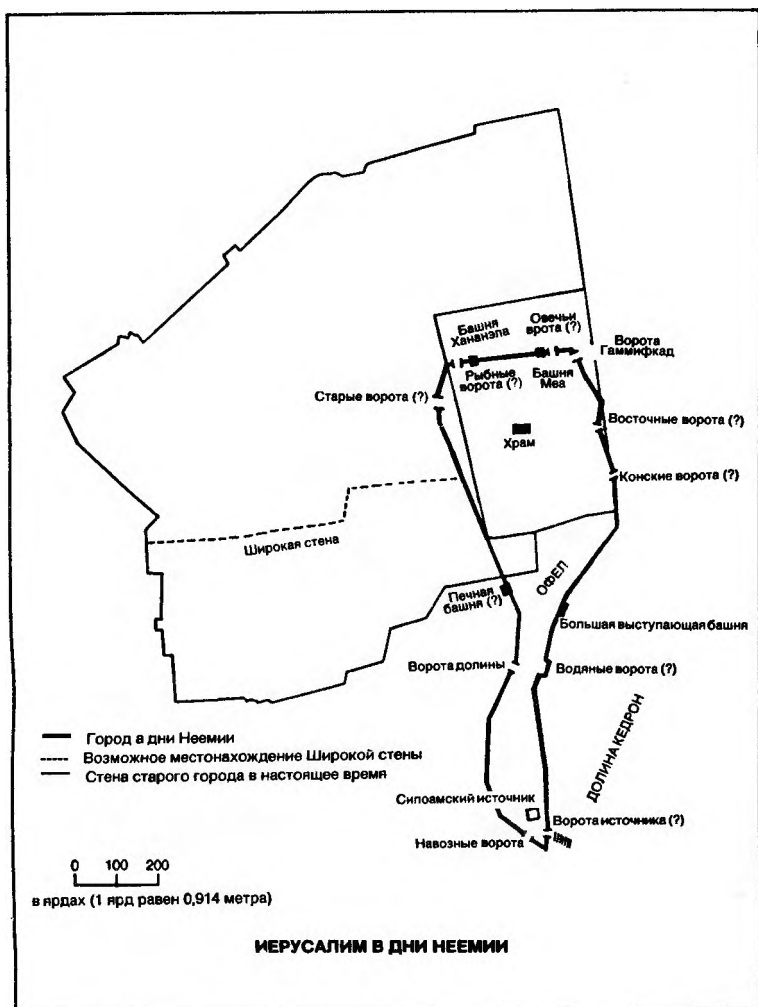 Башня
Хананэпа
Овечьи
врота (?)
Ворота
Гаммифкад
Рыбные
ворота (?)
Башня
Меа
Старые ворота (?)
Восточные ворота (?)
Храм
Конские ворота (?)
Широкая стена
ОФЕЛ
Печная
башня (?)
Большая выступающая башня
Ворота долины
Водяные ворота (?)
ДОЛИНА КЕДРОН
Город а дни Неемии
Возможное местонахождение Широкой стены
Стена старого города в настоящее время
Сипоамский источник
Ворота источника (?)
Навозные ворота
0 100 200
в ярдах (1 ярд равен 0,914 метра)
ИЕРУСАЛИМ В ДНИ НЕЕМИИ